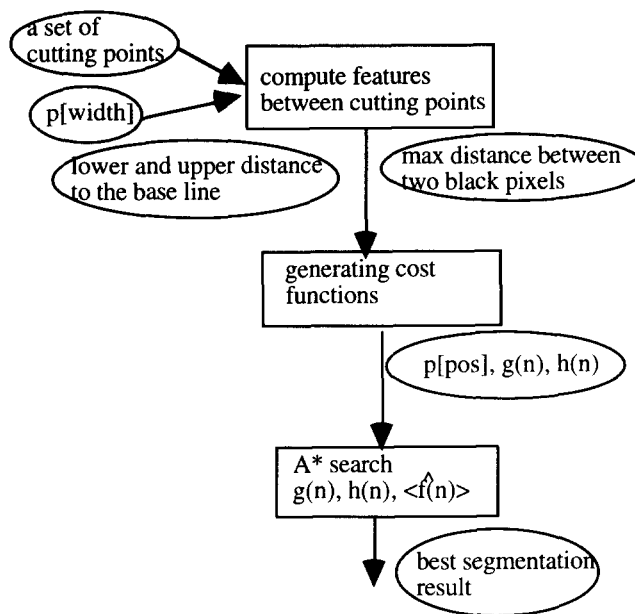 a set of
cutting points
compute features
between cutting points
p[width]
lower and upper distance
to the base line
max distance between
two black pixels
generating cost
functions
p[pos], g(n), h(n)
A* search
g(n), h(n), <f̂(n)>
best segmentation
result